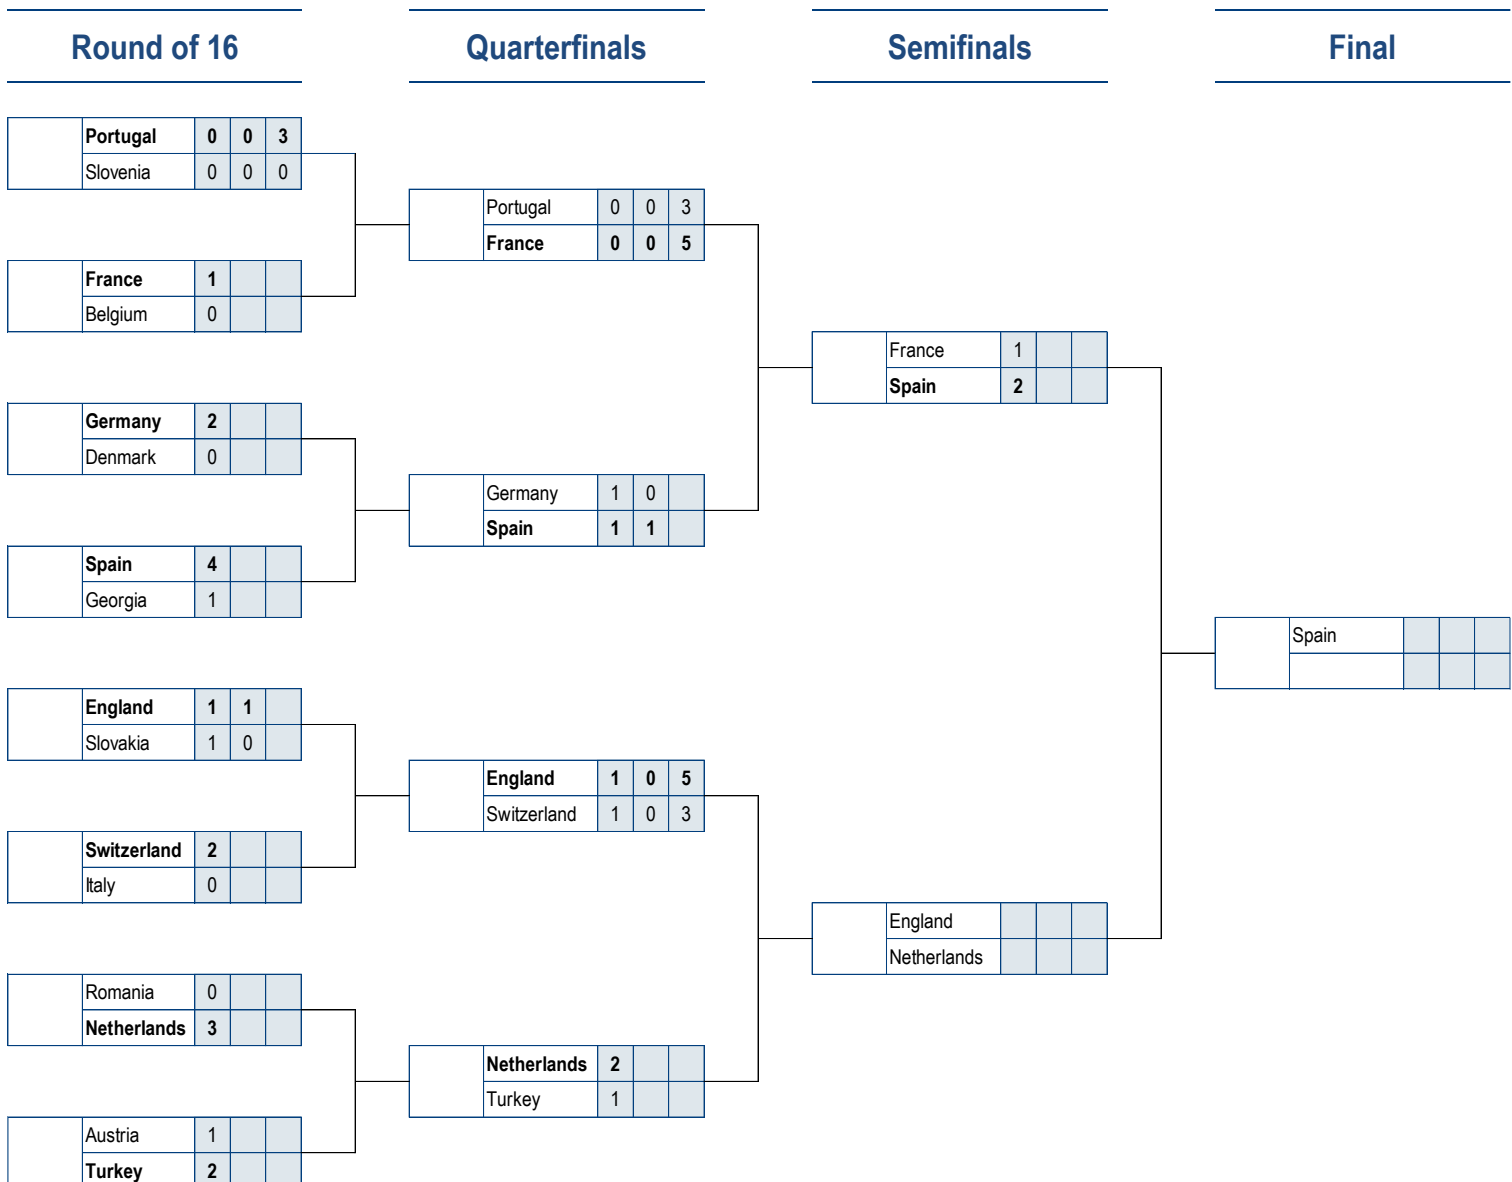 Round of 16
Quarterfinals
Semifinals
Final
Portugal 0 0 3
Slovenia 0 0 0
France 1
Belgium 0
Germany 2
Denmark 0
Spain 4
Georgia 1
England 1 1
Slovakia 1 0
Switzerland 2
Italy 0
Romania 0
Netherlands 3
Austria 1
Turkey 2
Portugal 0 0 3
France 0 0 5
Germany 1 0
Spain 1 1
England 1 0 5
Switzerland 1 0 3
Netherlands 2
Turkey 1
France 1
Spain 2
England
Netherlands
Spain